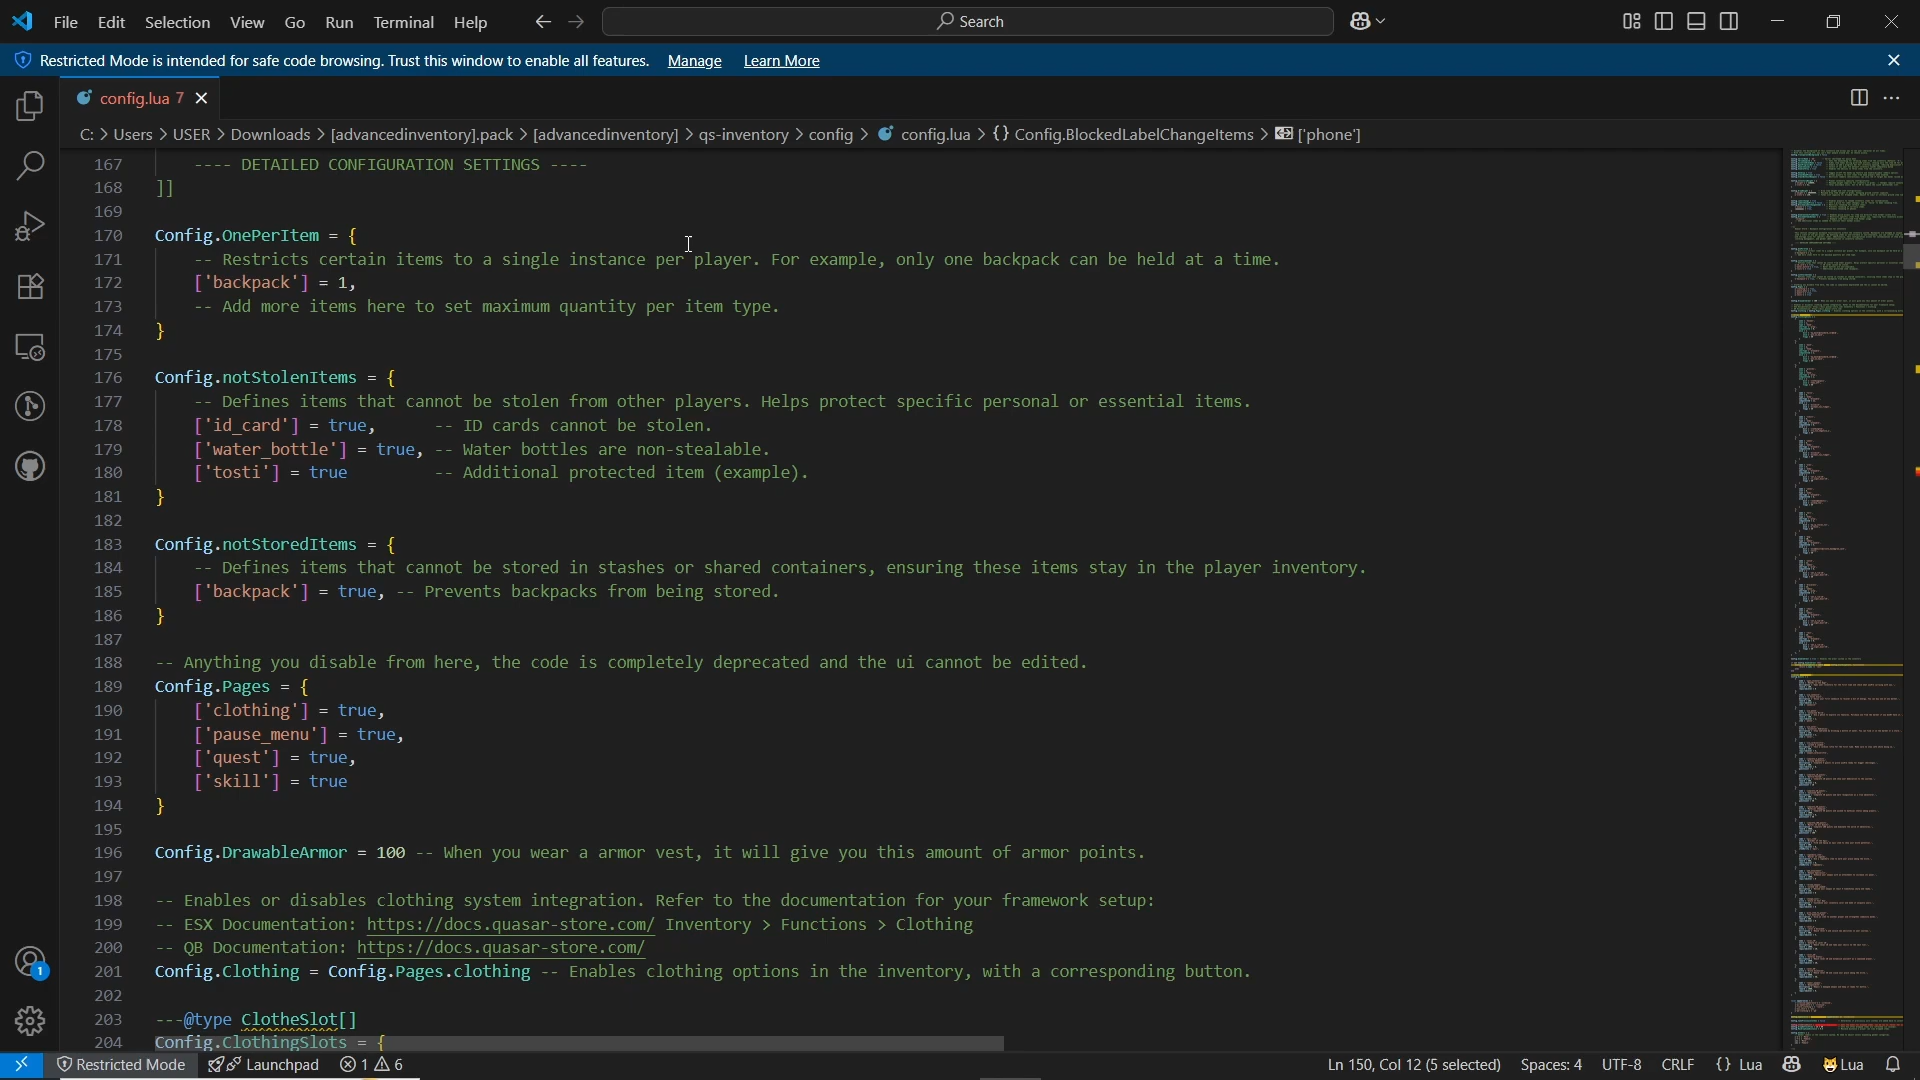 File Edit Selection View Go Run Terminal Help Search
Restricted Mode is intended for safe code browsing. Trust this window to enable all features. Manage Learn More
config.lua 7
C: > Users > USER > Downloads > [advancedinventory].pack > [advancedinventory] > qs-inventory > config > config.lua > {} Config.BlockedLabelChangeItems > ['phone']
167 ---- DETAILED CONFIGURATION SETTINGS ----
168 ]]
169
170 Config.OnePerItem = {
171 -- Restricts certain items to a single instance per player. For example, only one backpack can be held at a time.
172 ['backpack'] = 1,
173 -- Add more items here to set maximum quantity per item type.
174 }
175
176 Config.notStolenItems = {
177 -- Defines items that cannot be stolen from other players. Helps protect specific personal or essential items.
178 ['id_card'] = true, -- ID cards cannot be stolen.
179 ['water_bottle'] = true, -- Water bottles are non-stealable.
180 ['tosti'] = true -- Additional protected item (example).
181 }
182
183 Config.notStoredItems = {
184 -- Defines items that cannot be stored in stashes or shared containers, ensuring these items stay in the player inventory.
185 ['backpack'] = true, -- Prevents backpacks from being stored.
186 }
187
188 -- Anything you disable from here, the code is completely deprecated and the ui cannot be edited.
189 Config.Pages = {
190 ['clothing'] = true,
191 ['pause_menu'] = true,
192 ['quest'] = true,
193 ['skill'] = true
194 }
195
196 Config.DrawableArmor = 100 -- When you wear a armor vest, it will give you this amount of armor points.
197
198 -- Enables or disables clothing system integration. Refer to the documentation for your framework setup:
199 -- ESX Documentation: https://docs.quasar-store.com/ Inventory > Functions > Clothing
200 -- QB Documentation: https://docs.quasar-store.com/
201 Config.Clothing = Config.Pages.clothing -- Enables clothing options in the inventory, with a corresponding button.
202
203 ---@type ClotheSlot[]
204 Config.ClothingSlots = {
1
Restricted Mode Launchpad 1 6 Ln 150, Col 12 (5 selected) Spaces: 4 UTF-8 CRLF {} Lua Lua